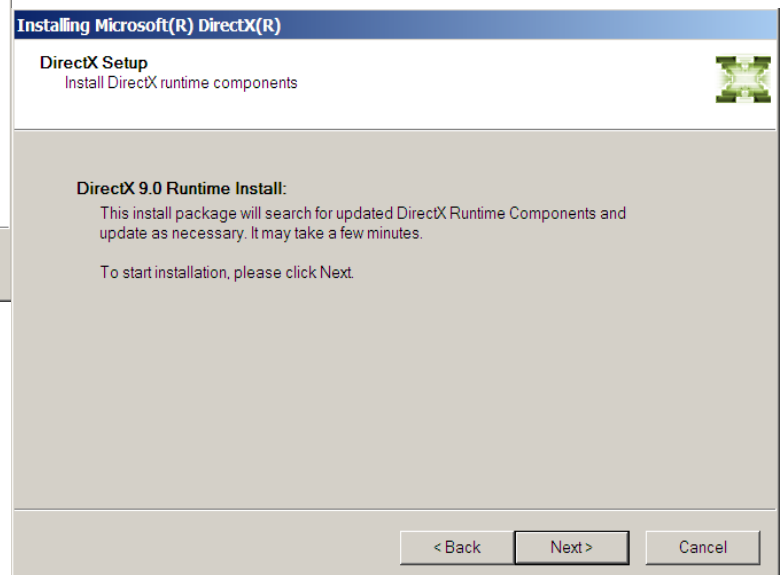 Installing Microsoft(R) DirectX(R)
DirectX Setup
Install DirectX runtime components
DirectX 9.0 Runtime Install:
This install package will search for updated DirectX Runtime Components and
update as necessary. It may take a few minutes.
To start installation, please click Next.
< Back
Next >
Cancel